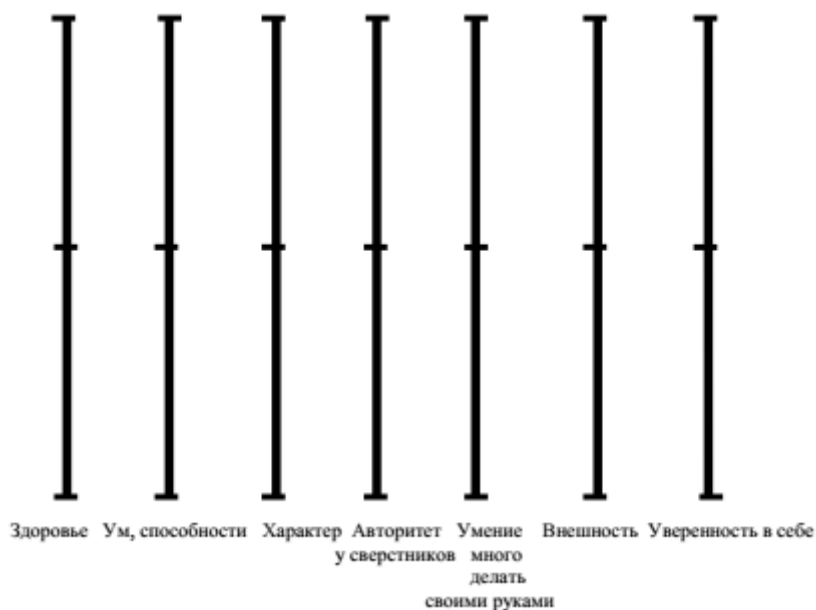 Здоровье
Ум, способности
Характер
Авторитет
у сверстников
Умение
много
делать
своими руками
Внешность
Уверенность в себе